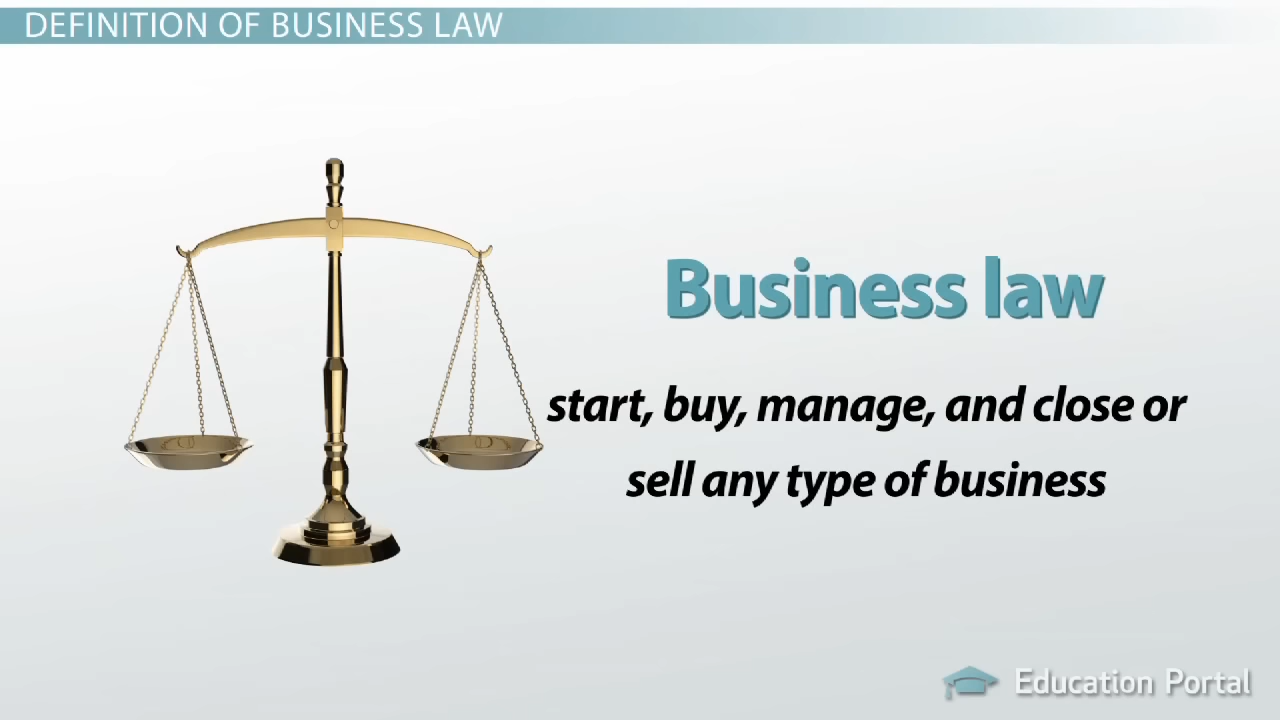 DEFINITION OF BUSINESS LAW
Business law
start, buy, manage, and close or
sell any type of business
Education Portal